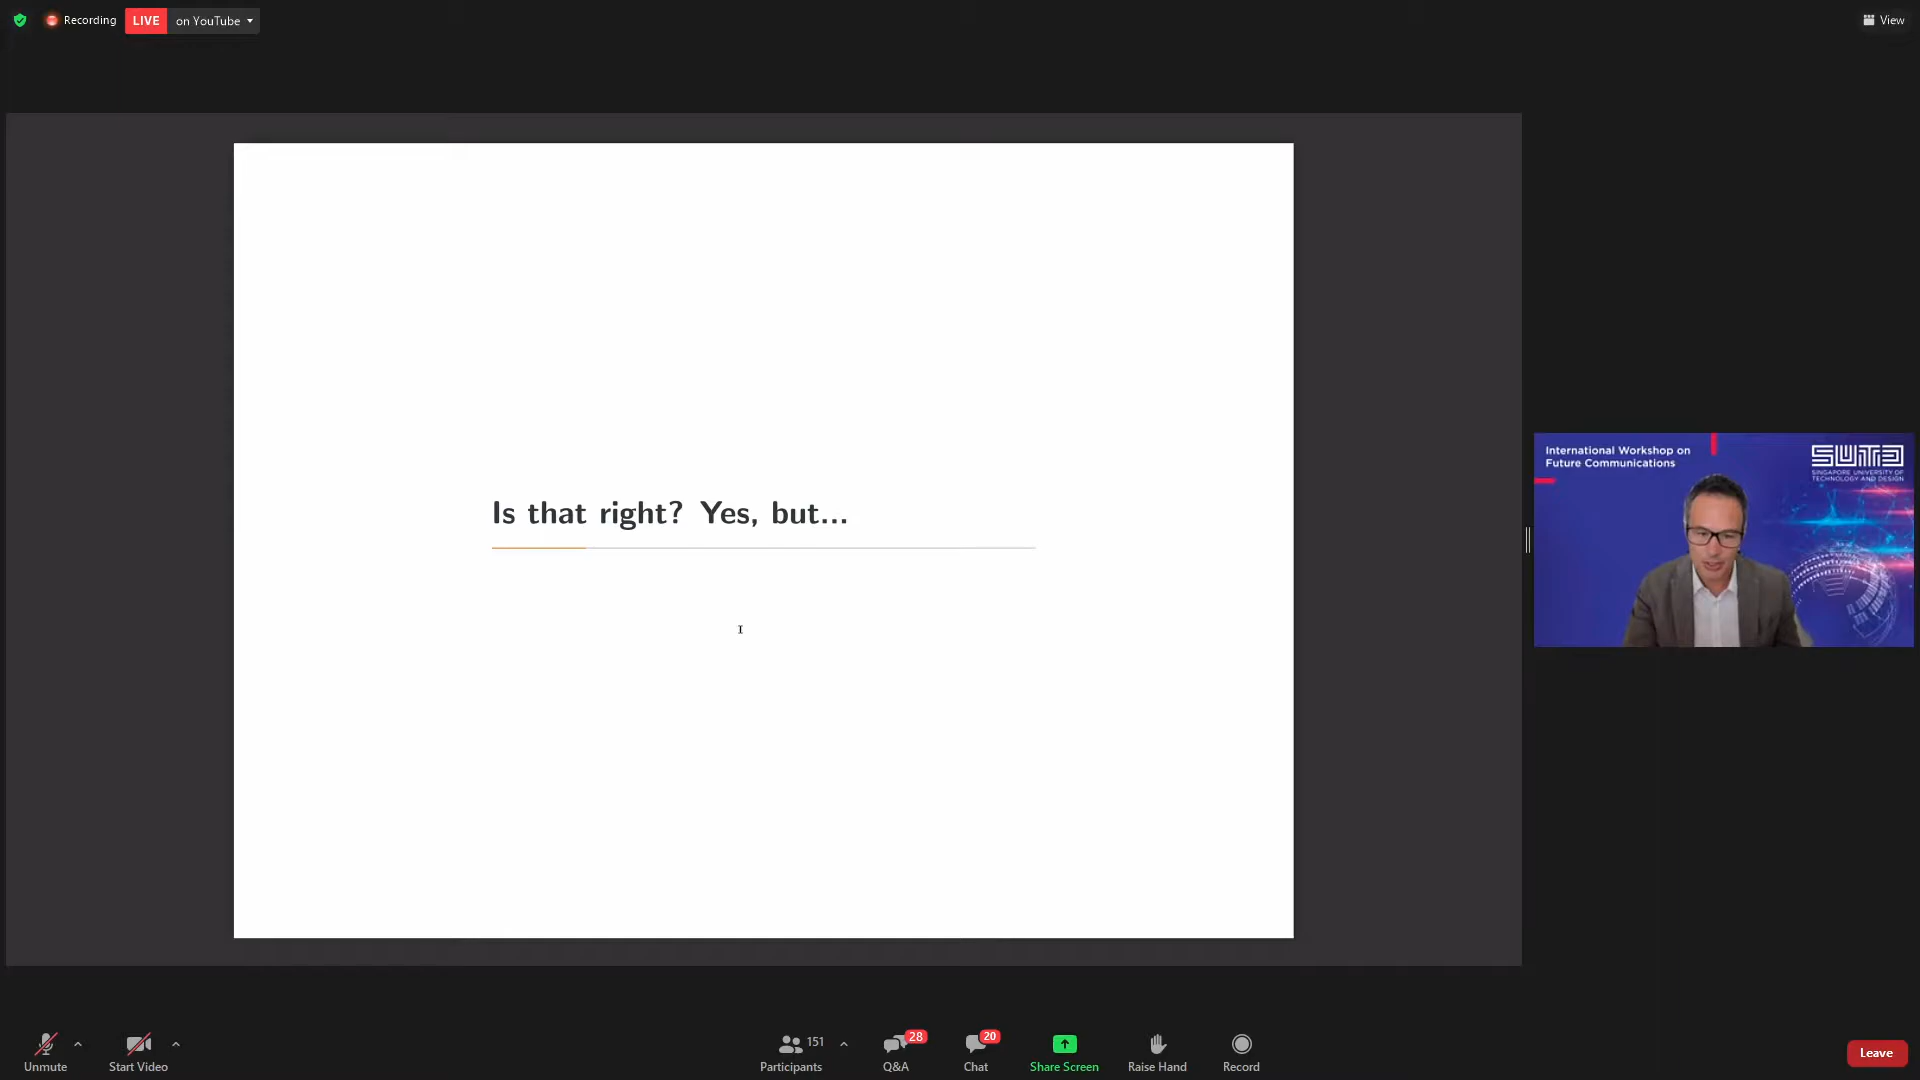 Recording
LIVE
on YouTube
View
Is that right? Yes, but...
International Workshop on
Future Communications
SUTD
SINGAPORE UNIVERSITY OF
TECHNOLOGY AND DESIGN
Unmute
Start Video
151
Participants
28
Q&A
20
Chat
Share Screen
Raise Hand
Record
Leave